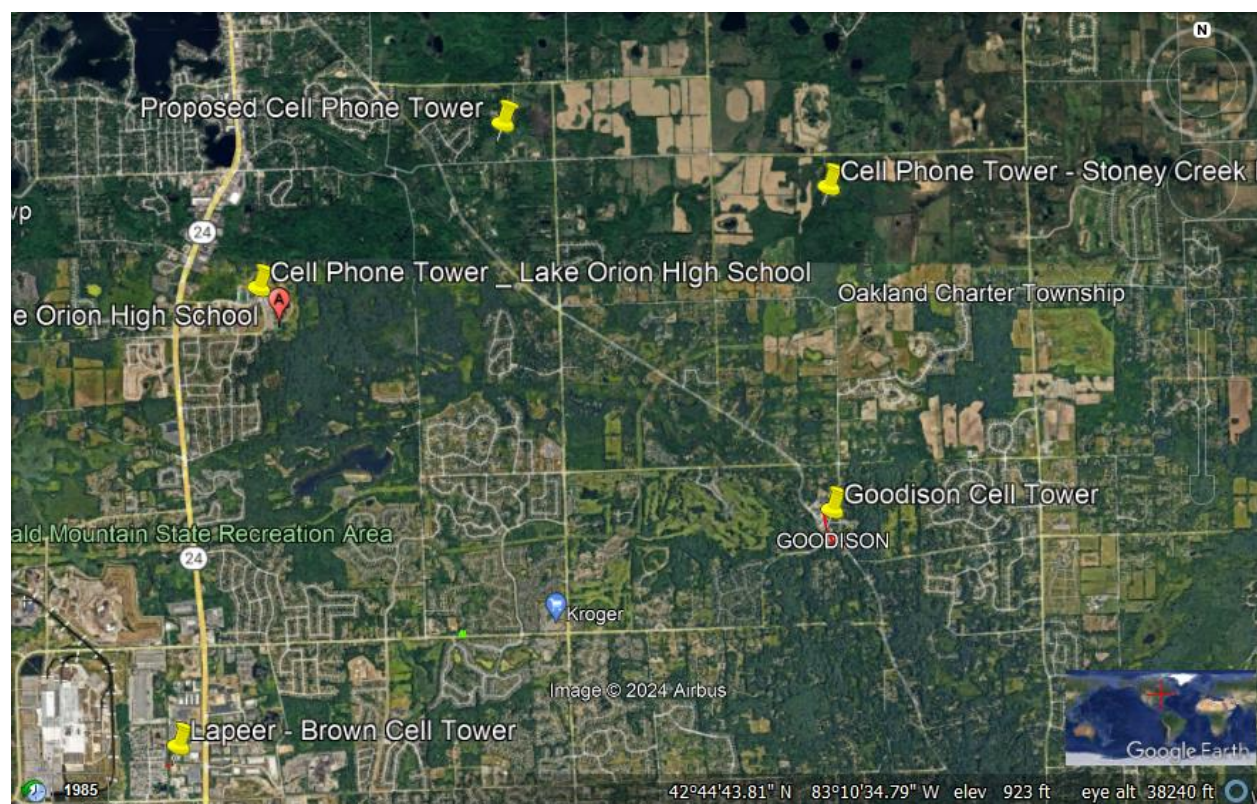 N
Proposed Cell Phone Tower
Cell Phone Tower - Stoney Creek
wp
24
Cell Phone Tower _ Lake Orion HIgh School
A
Oakland Charter Township
e Orion High School
Goodison Cell Tower
ald Mountain State Recreation Area
GOODISON
24
Kroger
Image © 2024 Airbus
Lapeer - Brown Cell Tower
Google Earth
1985
42°44'43.81" N 83°10'34.79" W elev 923 ft eye alt 38240 ft